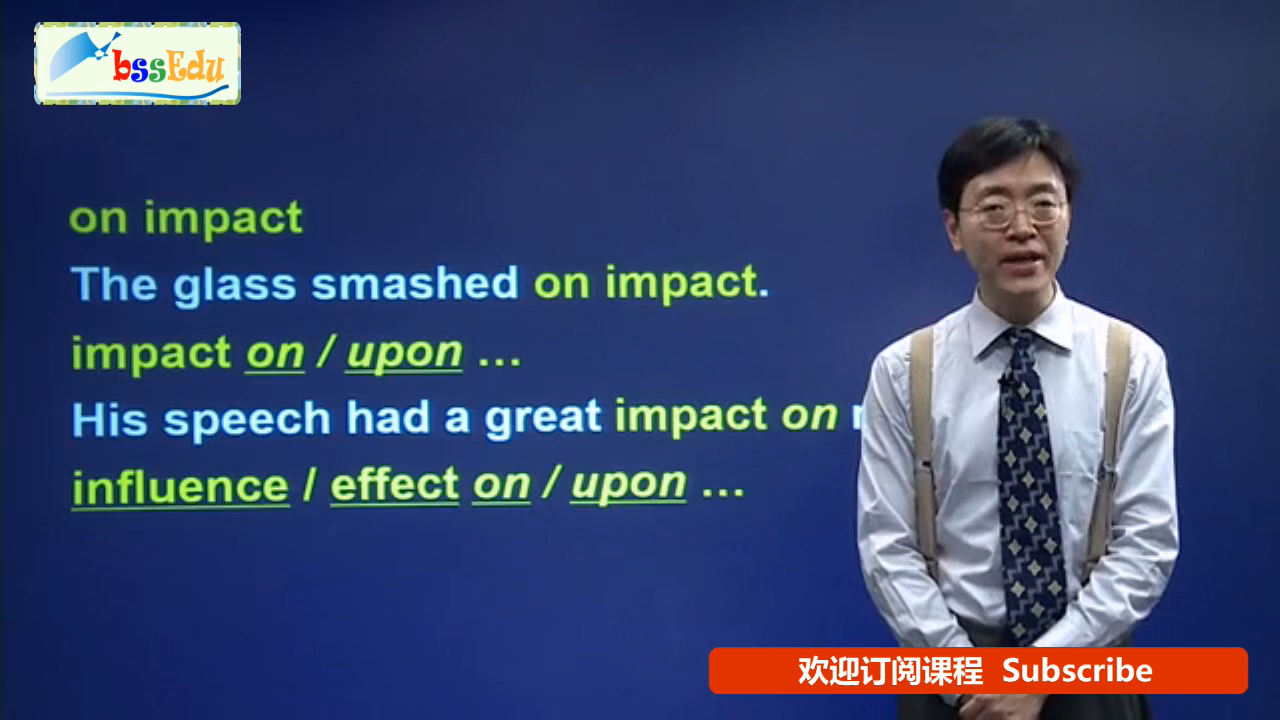 bssEdu
on impact
The glass smashed on impact.
impact on / upon …
His speech had a great impact on
influence / effect on / upon …
欢迎订阅课程 Subscribe